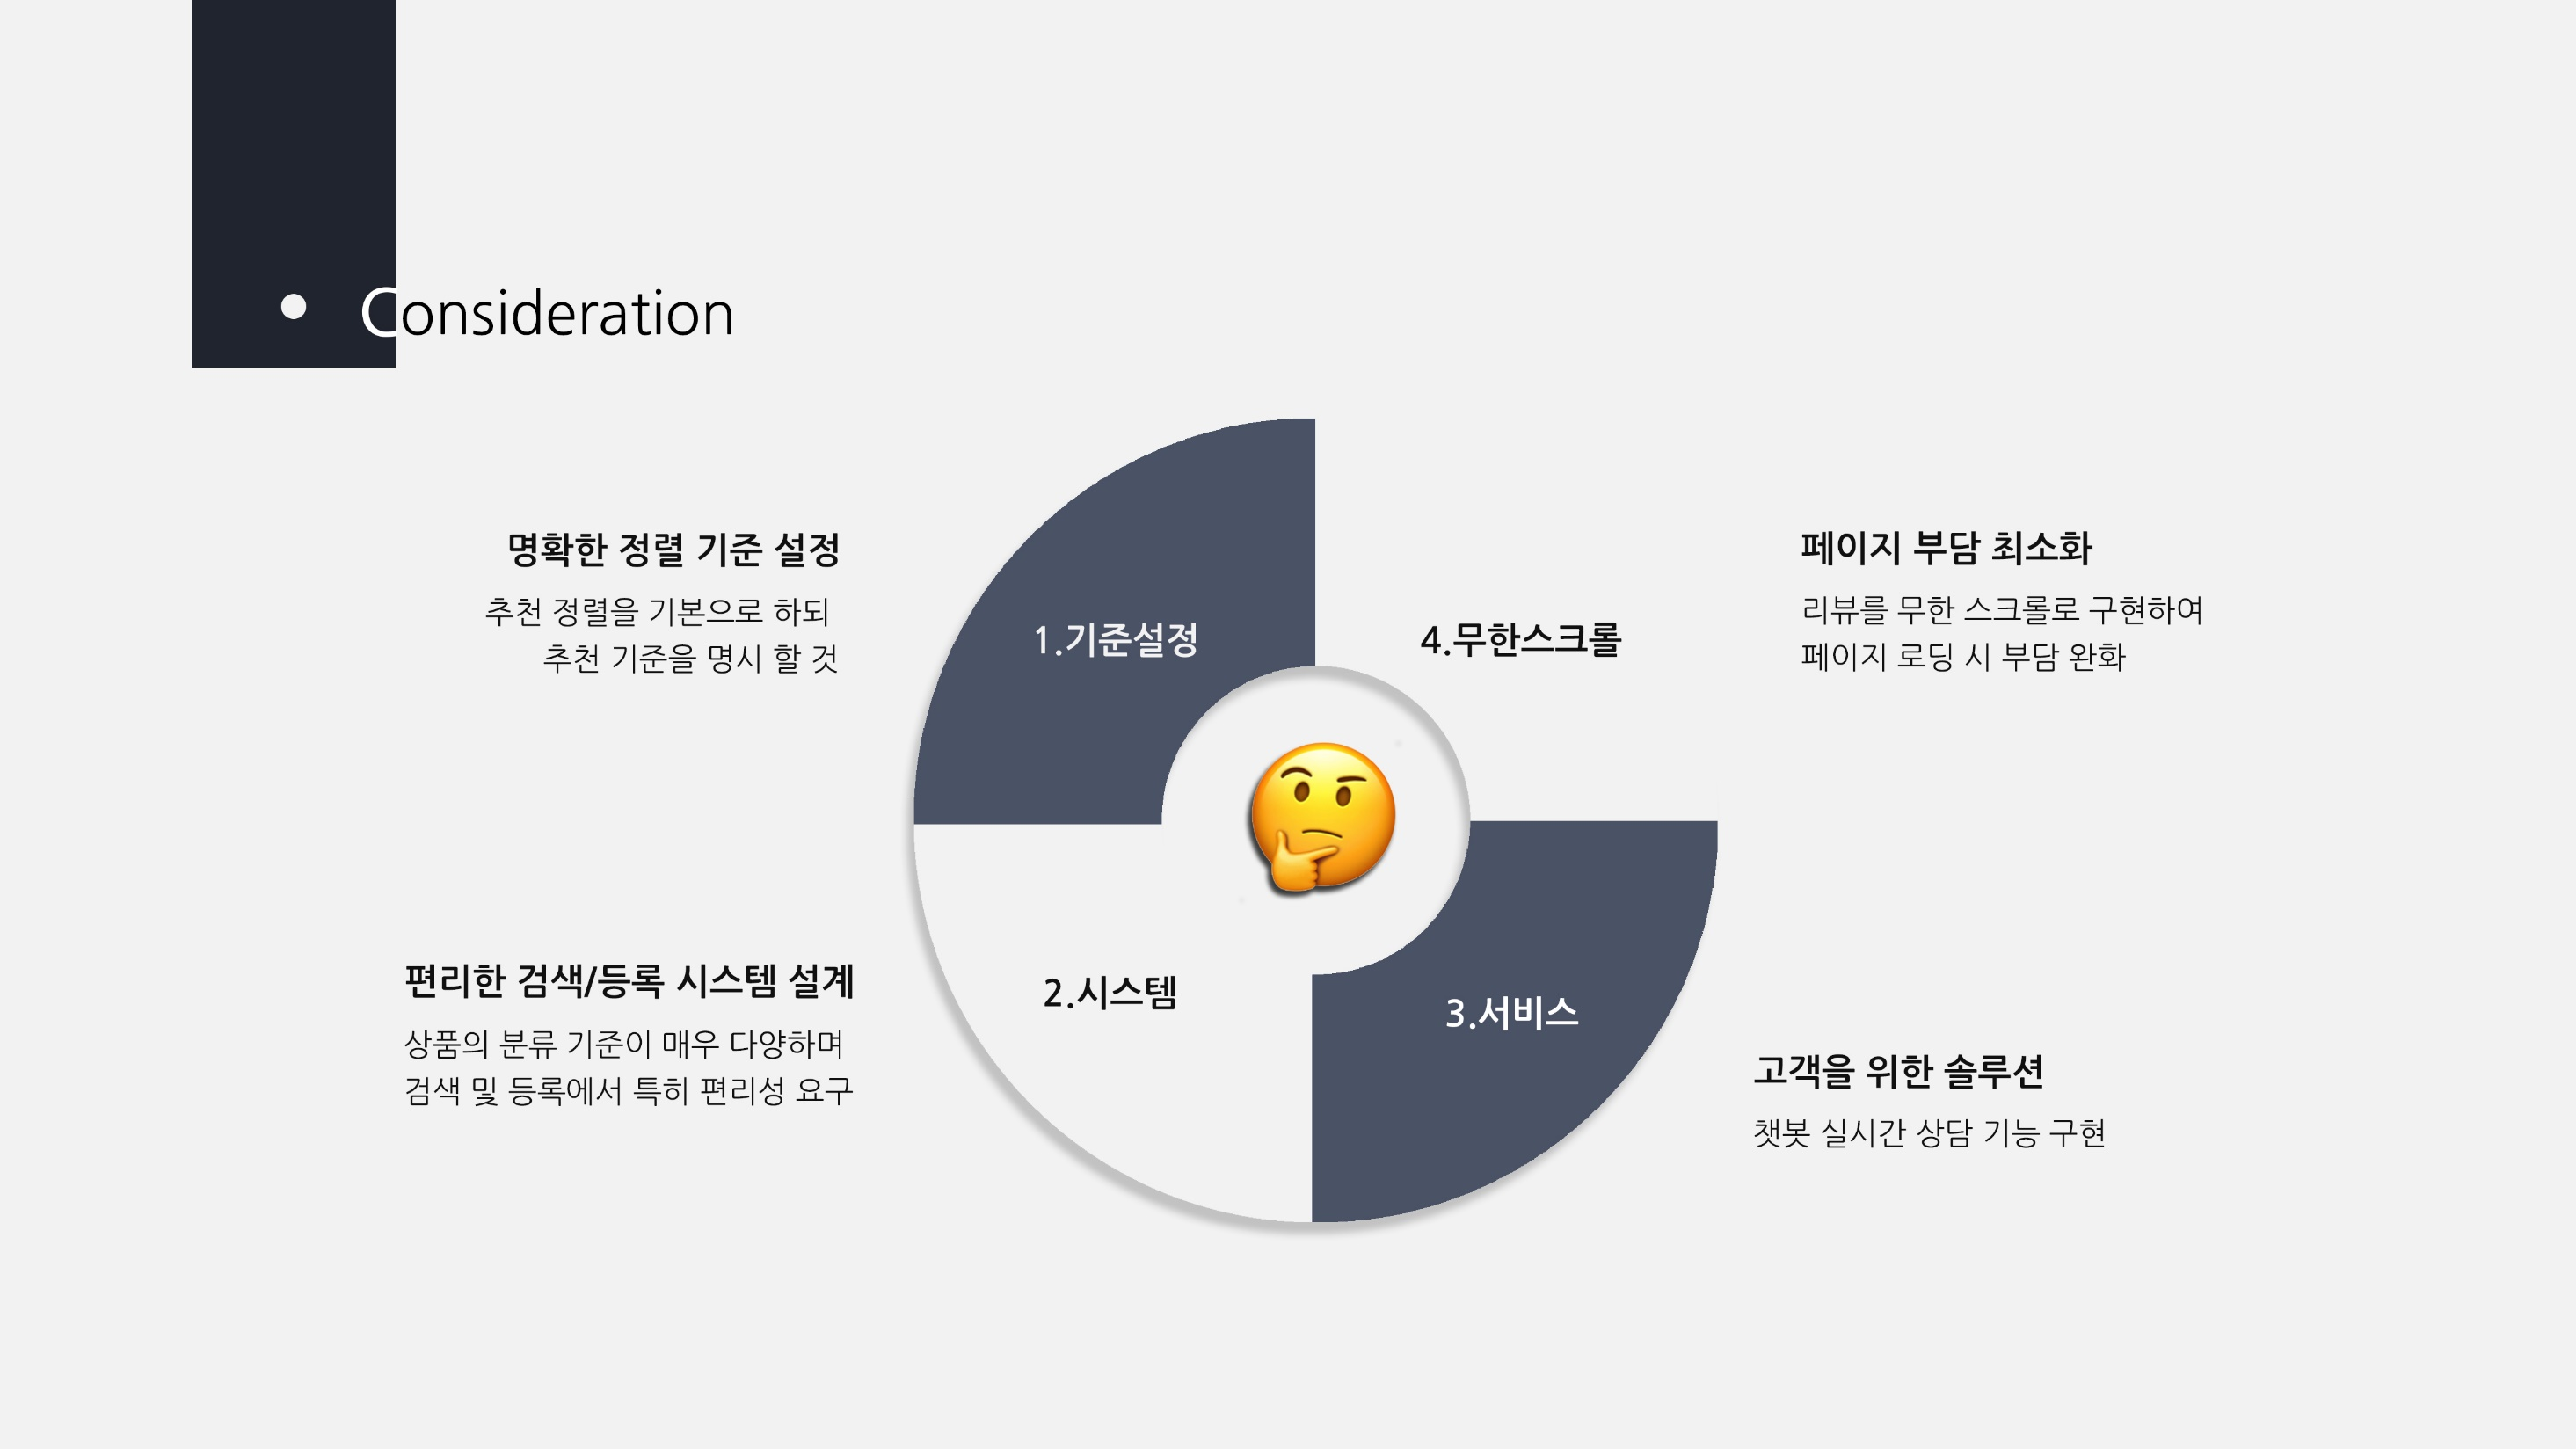 Consideration
명확한 정렬 기준 설정
추천 정렬을 기본으로 하되
추천 기준을 명시 할 것
1.기준설정
4.무한스크롤
페이지 부담 최소화
리뷰를 무한 스크롤로 구현하여
페이지 로딩 시 부담 완화
편리한 검색/등록 시스템 설계
상품의 분류 기준이 매우 다양하며
검색 및 등록에서 특히 편리성 요구
2.시스템
3.서비스
고객을 위한 솔루션
챗봇 실시간 상담 기능 구현